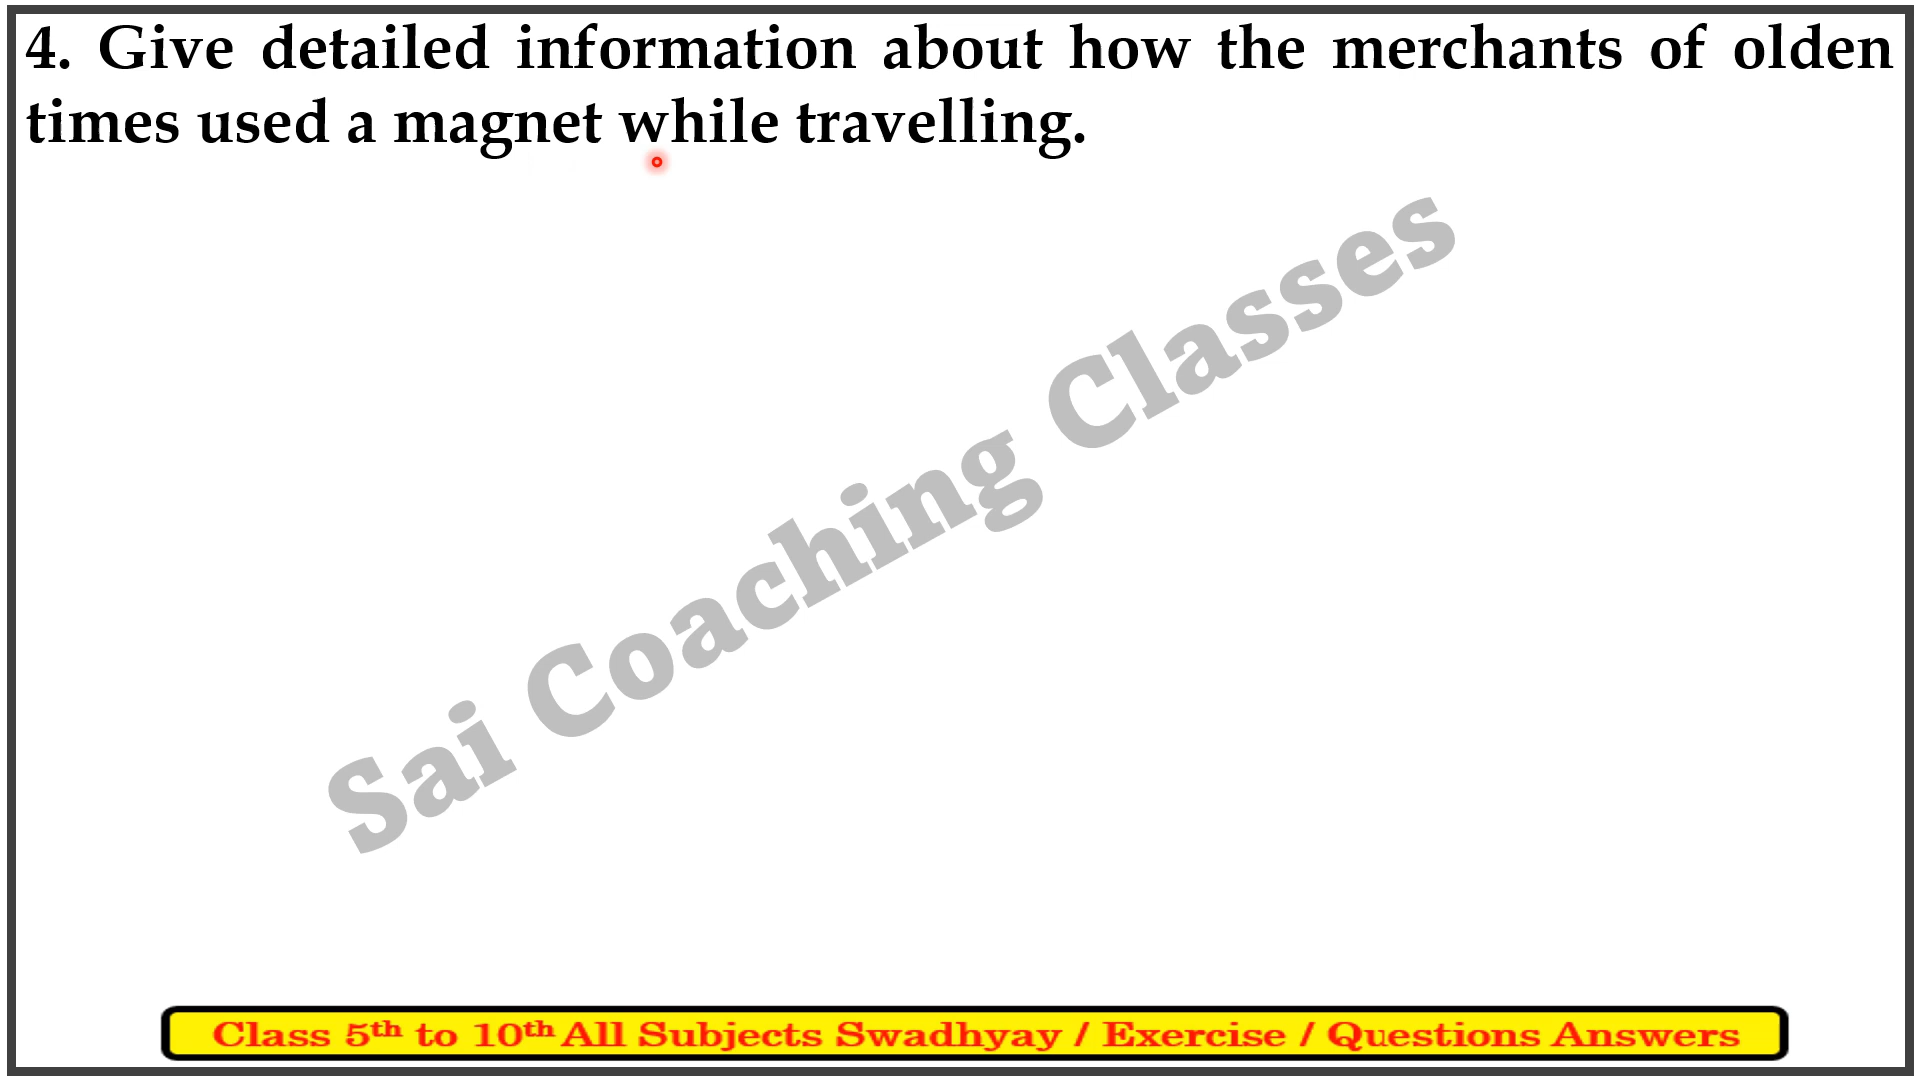 4. Give detailed information about how the merchants of olden
times used a magnet while travelling.
Sai Coaching Classes
Class 5th to 10th All Subjects Swadhyay / Exercise / Questions Answers